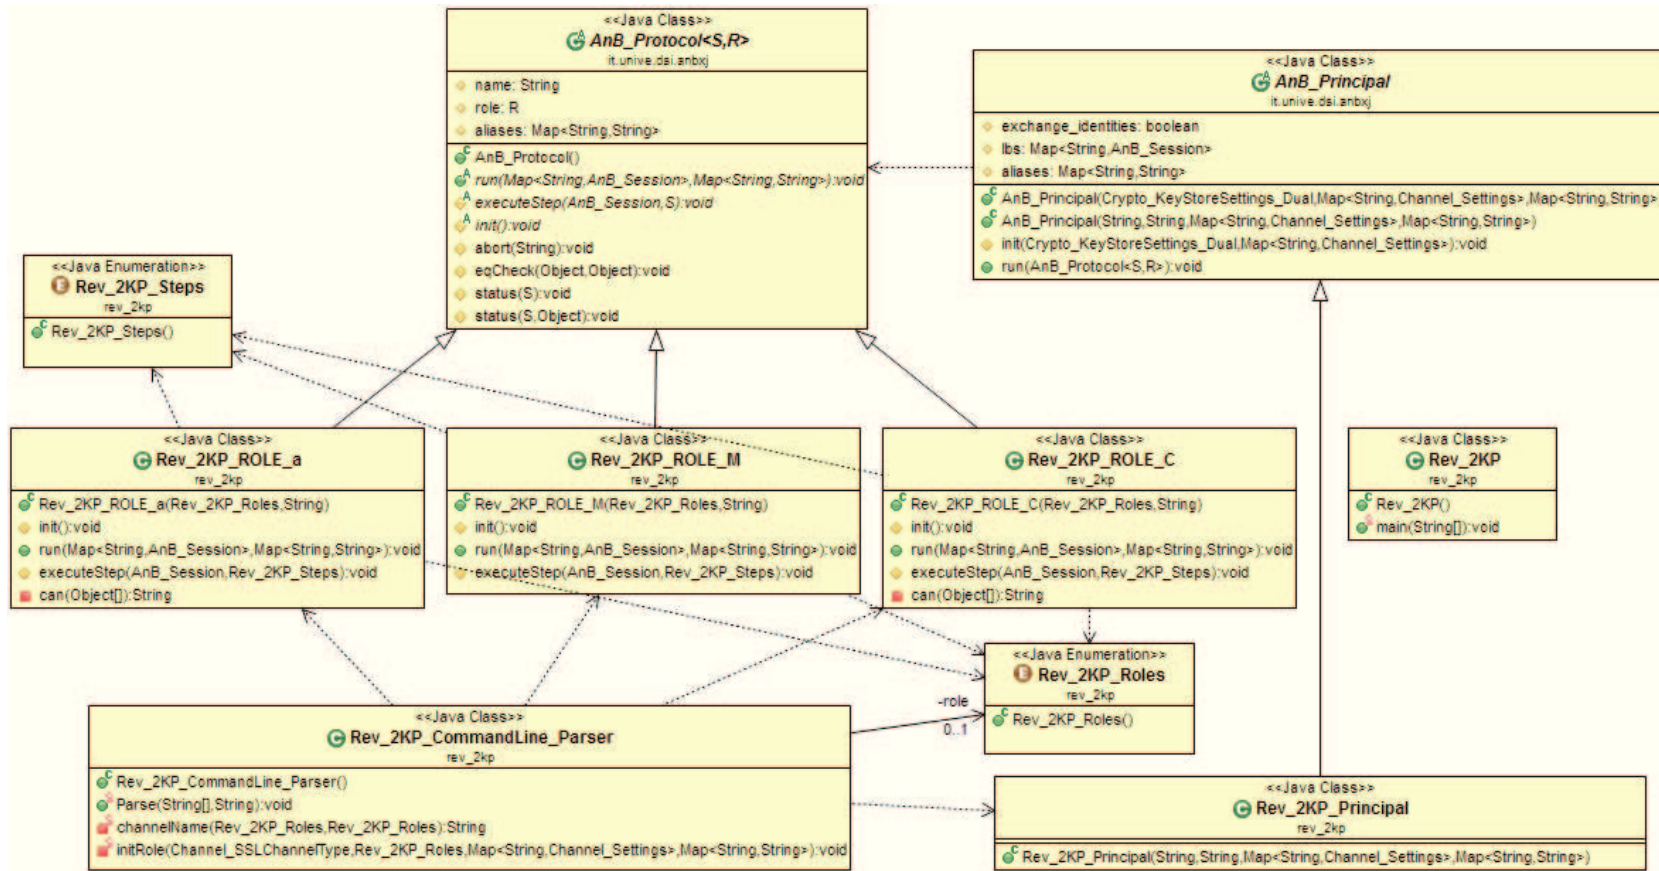 <<Java Class>>
AnB_Protocol<S,R>
it.unive.dsi.anbxj
name: String
role: R
aliases: Map<String,String>
AnB_Protocol()
run(Map<String,AnB_Session>,Map<String,String>):void
executeStep(AnB_Session,S):void
init():void
abort(String):void
eqCheck(Object,Object):void
status(S):void
status(S,Object):void
<<Java Class>>
AnB_Principal
it.unive.dsi.anbxj
exchange_identities: boolean
lbs: Map<String,AnB_Session>
aliases: Map<String,String>
AnB_Principal(Crypto_KeyStoreSettings_Dual,Map<String,Channel_Settings>,Map<String,String>
AnB_Principal(String,String,Map<String,Channel_Settings>,Map<String,String>)
init(Crypto_KeyStoreSettings_Dual,Map<String,Channel_Settings>):void
run(AnB_Protocol<S,R>):void
<<Java Enumeration>>
Rev_2KP_Steps
rev_2kp
Rev_2KP_Steps()
<<Java Class>>
Rev_2KP_ROLE_a
rev_2kp
Rev_2KP_ROLE_a(Rev_2KP_Roles,String)
init():void
run(Map<String,AnB_Session>,Map<String,String>):void
executeStep(AnB_Session,Rev_2KP_Steps):void
can(Object[]):String
<<Java Class>>
Rev_2KP_ROLE_M
rev_2kp
Rev_2KP_ROLE_M(Rev_2KP_Roles,String)
init():void
run(Map<String,AnB_Session>,Map<String,String>):void
executeStep(AnB_Session,Rev_2KP_Steps):void
<<Java Class>>
Rev_2KP_ROLE_C
rev_2kp
Rev_2KP_ROLE_C(Rev_2KP_Roles,String)
init():void
run(Map<String,AnB_Session>,Map<String,String>):void
executeStep(AnB_Session,Rev_2KP_Steps):void
can(Object[]):String
<<Java Class>>
Rev_2KP
rev_2kp
Rev_2KP()
main(String[]):void
<<Java Enumeration>>
Rev_2KP_Roles
rev_2kp
Rev_2KP_Roles()
-role
0..1
<<Java Class>>
Rev_2KP_CommandLine_Parser
rev_2kp
Rev_2KP_CommandLine_Parser()
Parse(String[],String):void
channelName(Rev_2KP_Roles,Rev_2KP_Roles):String
initRole(Channel_SSLChannelType,Rev_2KP_Roles,Map<String,Channel_Settings>,Map<String,String>):void
<<Java Class>>
Rev_2KP_Principal
rev_2kp
Rev_2KP_Principal(String,String,Map<String,Channel_Settings>,Map<String,String>)